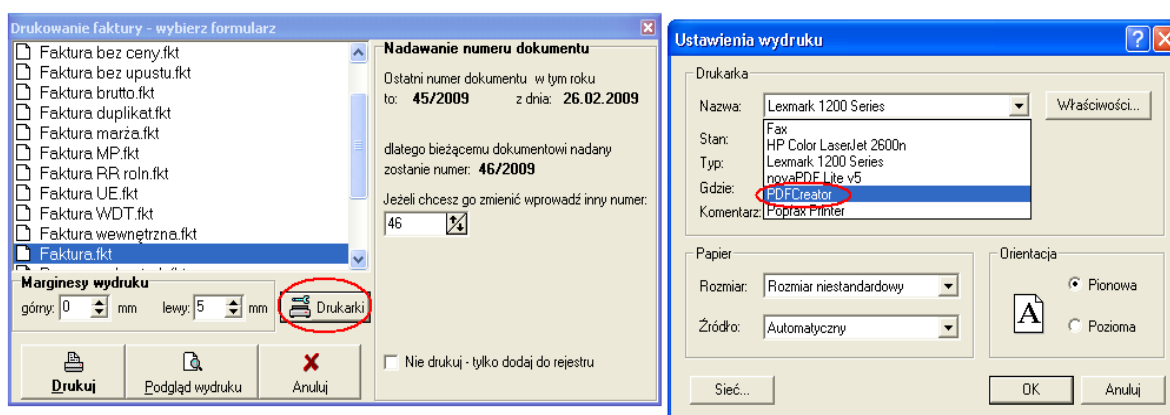 Drukowanie faktury - wybierz formularz
Faktura bez ceny.fkt
Faktura bez upustu.fkt
Faktura brutto.fkt
Faktura duplikat.fkt
Faktura marża.fkt
Faktura MP.fkt
Faktura RR roln.fkt
Faktura UE.fkt
Faktura WDT.fkt
Faktura wewnętrzna.fkt
Faktura.fkt
Marginesy wydruku
górny: 0 mm lewy: 5 mm
Drukarki
Drukuj
Podgląd wydruku
Anuluj
Nadawanie numeru dokumentu
Ostatni numer dokumentu w tym roku
to: 45/2009 z dnia: 26.02.2009
dlatego bieżącemu dokumentowi nadany
zostanie numer: 46/2009
Jeżeli chcesz go zmienić wprowadź inny numer:
46
Nie drukuj - tylko dodaj do rejestru
Ustawienia wydruku
Drukarka
Nazwa: Lexmark 1200 Series
Właściwości...
Stan:
Typ:
Gdzie:
Komentarz:
Fax
HP Color LaserJet 2600n
Lexmark 1200 Series
novaPDF Lite v5
PDFCreator
Popfax Printer
Papier
Rozmiar: Rozmiar niestandardowy
Źródło: Automatyczny
Orientacja
A
Pionowa
Pozioma
Sieć...
OK
Anuluj